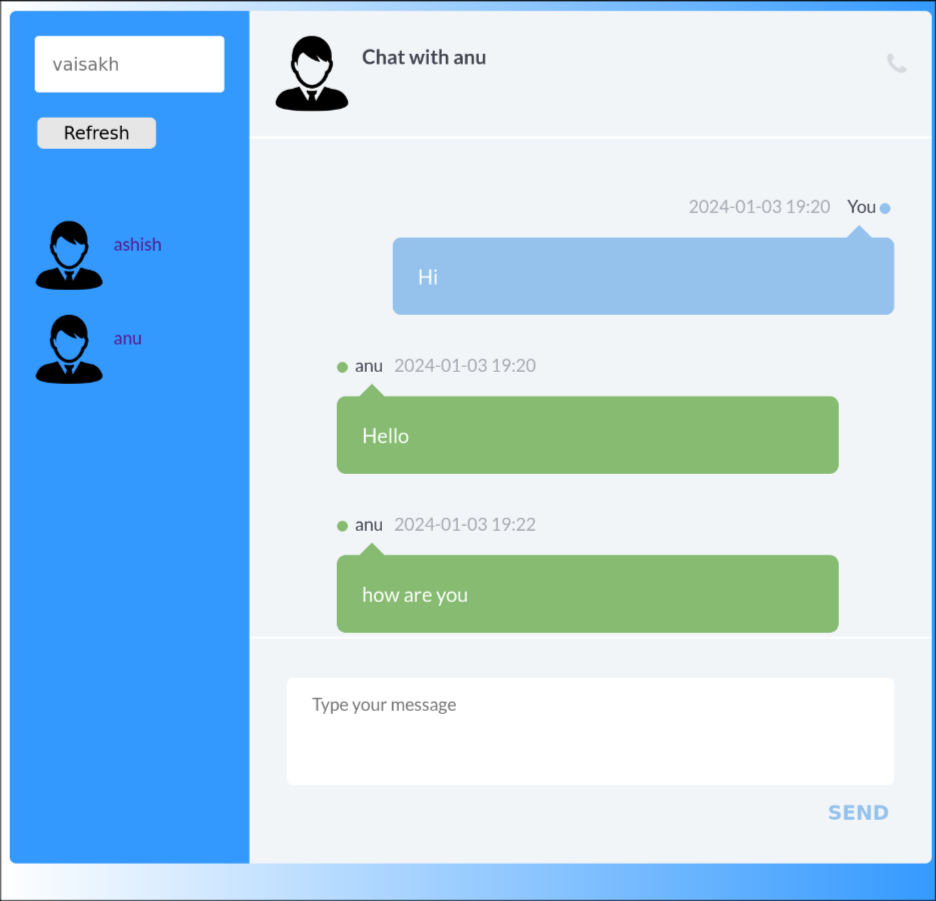 vaisakh
Refresh
ashish
anu
Chat with anu
2024-01-03 19:20 You
Hi
anu 2024-01-03 19:20
Hello
anu 2024-01-03 19:22
how are you
Type your message
SEND